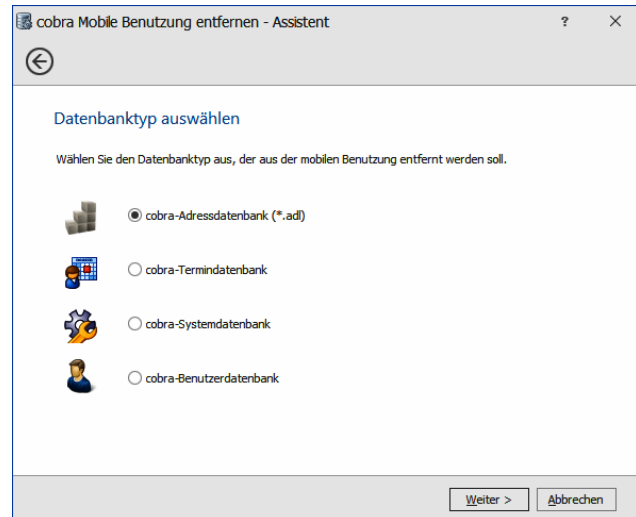 cobra Mobile Benutzung entfernen - Assistent
?
Datenbanktyp auswählen
Wählen Sie den Datenbanktyp aus, der aus der mobilen Benutzung entfernt werden soll.
cobra-Adressdatenbank (*.adl)
cobra-Termindatenbank
cobra-Systemdatenbank
cobra-Benutzerdatenbank
Weiter > Abbrechen